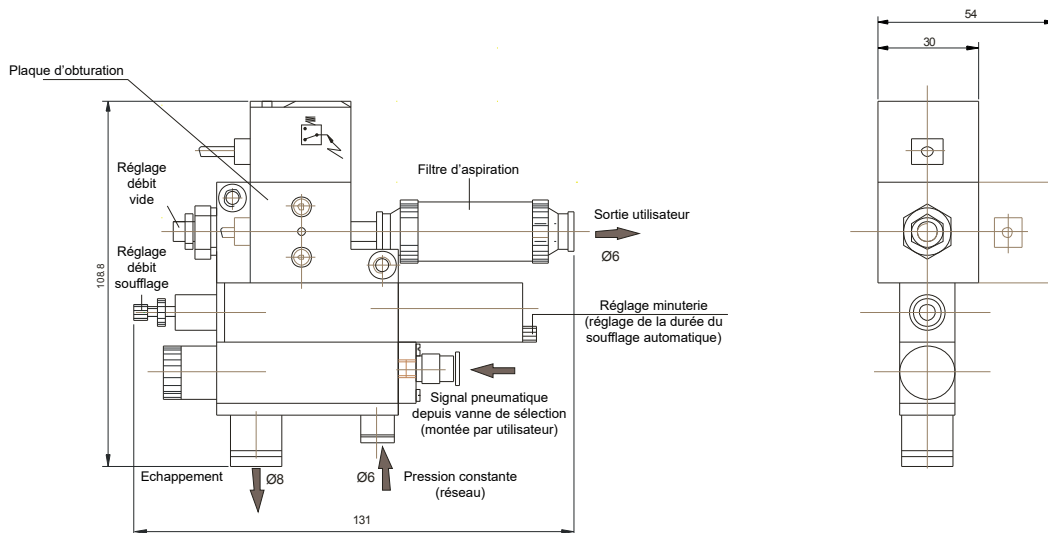 54
30
Plaque d'obturation
Réglage
débit
vide
Filtre d'aspiration
Sortie utilisateur
Ø6
Réglage
débit
soufflage
108.8
Réglage minuterie
(réglage de la durée du
soufflage automatique)
Signal pneumatique
depuis vanne de sélection
(montée par utilisateur)
Echappement
Ø8
Ø6
Pression constante
(réseau)
131